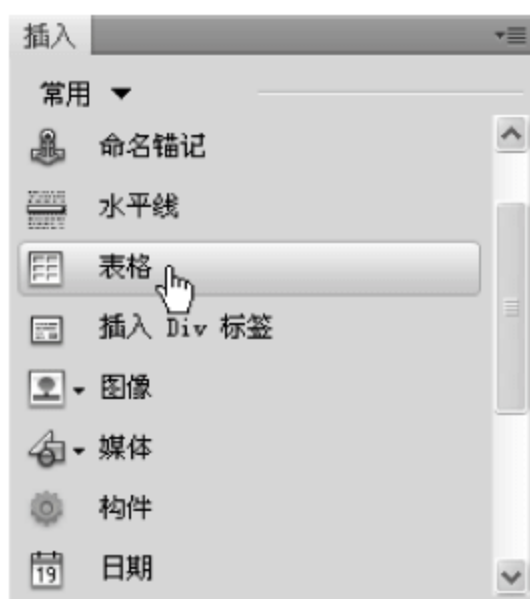 插入
常用
命名锚记
水平线
表格
插入 Div 标签
图像
媒体
构件
19 日期